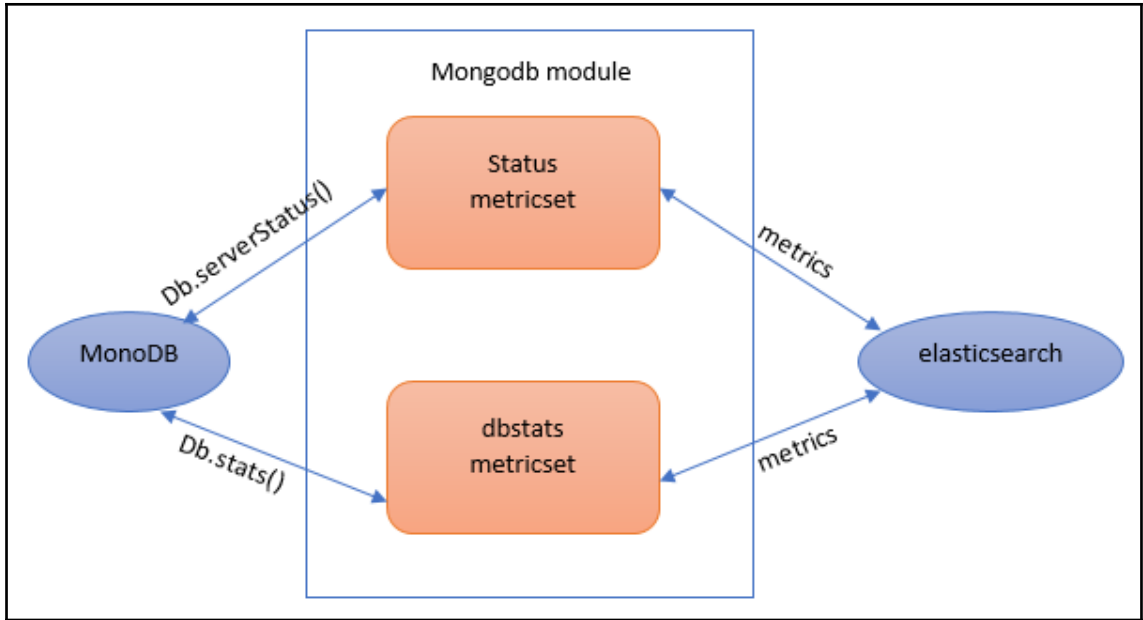 Mongodb module
Status
metricset
Db.serverStatus()
metrics
MonoDB
elasticsearch
dbstats
metricset
Db.stats()
metrics